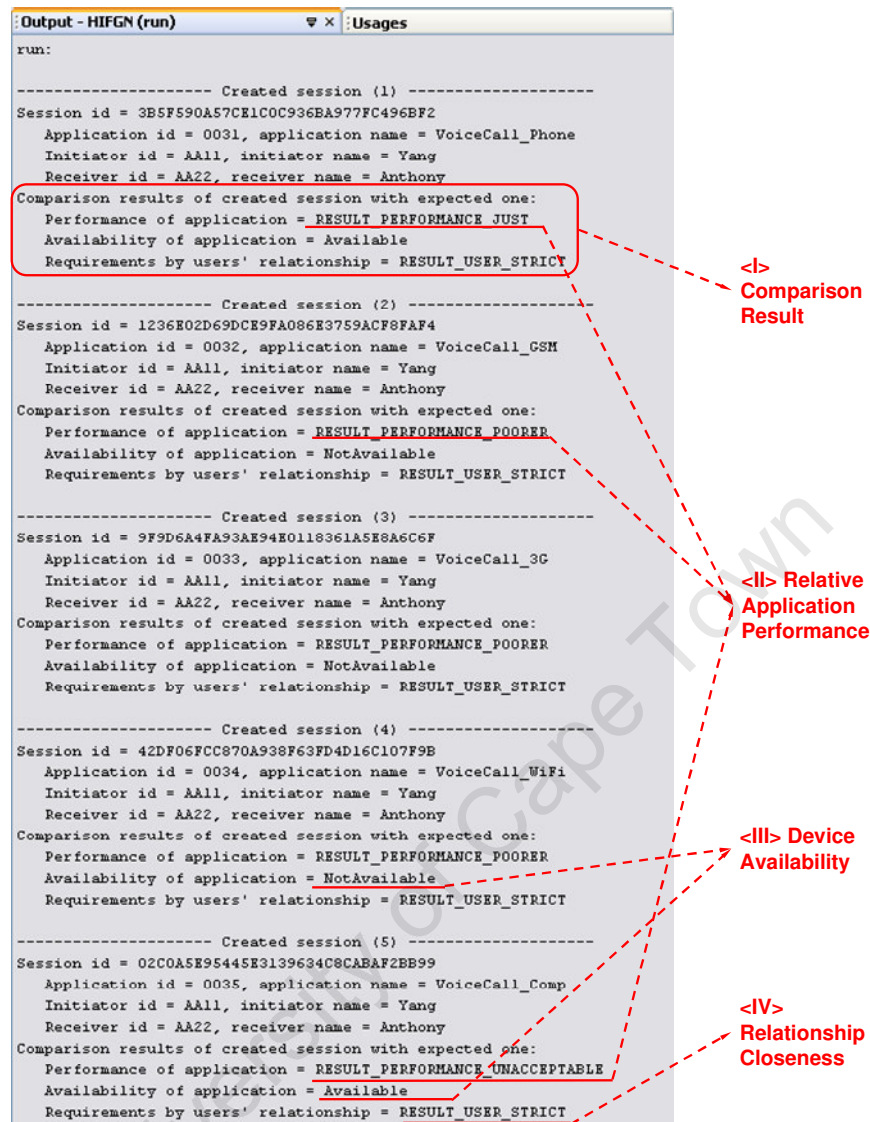 Output - HIFGN (run)
Usages
run:
--------------------- Created session (1) --------------------
Session id = 3B5F590A57CE1C0C936BA977FC496BF2
Application id = 0031, application name = VoiceCall_Phone
Initiator id = AA11, initiator name = Yang
Receiver id = AA22, receiver name = Anthony
Comparison results of created session with expected one:
Performance of application = RESULT_PERFORMANCE_JUST
Availability of application = Available
Requirements by users' relationship = RESULT_USER_STRICT
--------------------- Created session (2) --------------------
Session id = 1236E02D69DCE9FA086E3759ACF8FAF4
Application id = 0032, application name = VoiceCall_GSM
Initiator id = AA11, initiator name = Yang
Receiver id = AA22, receiver name = Anthony
Comparison results of created session with expected one:
Performance of application = RESULT_PERFORMANCE_POORER
Availability of application = NotAvailable
Requirements by users' relationship = RESULT_USER_STRICT
--------------------- Created session (3) --------------------
Session id = 9F9D6A4FA93AE94E0118361A5E8A6C6F
Application id = 0033, application name = VoiceCall_3G
Initiator id = AA11, initiator name = Yang
Receiver id = AA22, receiver name = Anthony
Comparison results of created session with expected one:
Performance of application = RESULT_PERFORMANCE_POORER
Availability of application = NotAvailable
Requirements by users' relationship = RESULT_USER_STRICT
--------------------- Created session (4) --------------------
Session id = 42DF06FCC870A938F63FD4D16C107F9B
Application id = 0034, application name = VoiceCall_WiFi
Initiator id = AA11, initiator name = Yang
Receiver id = AA22, receiver name = Anthony
Comparison results of created session with expected one:
Performance of application = RESULT_PERFORMANCE_POORER
Availability of application = NotAvailable
Requirements by users' relationship = RESULT_USER_STRICT
--------------------- Created session (5) --------------------
Session id = 02C0A5E95445E3139634C8CABAF2BB99
Application id = 0035, application name = VoiceCall_Comp
Initiator id = AA11, initiator name = Yang
Receiver id = AA22, receiver name = Anthony
Comparison results of created session with expected one:
Performance of application = RESULT_PERFORMANCE_UNACCEPTABLE
Availability of application = Available
Requirements by users' relationship = RESULT_USER_STRICT
<I>
Comparison
Result
<II> Relative
Application
Performance
<III> Device
Availability
<IV>
Relationship
Closeness
ersity of Cape Town